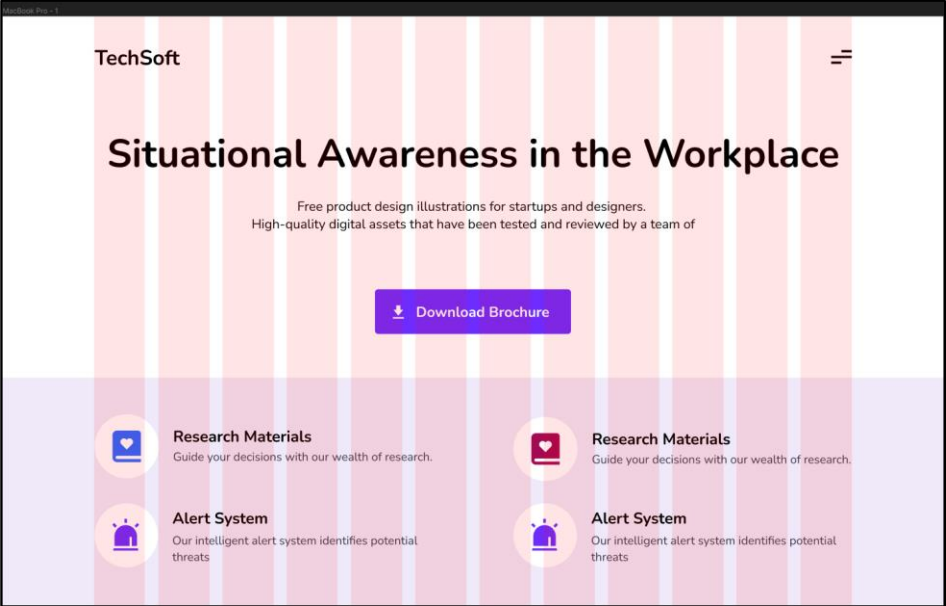 MacBook Pro - 1
TechSoft
Situational Awareness in the Workplace
Free product design illustrations for startups and designers.
High-quality digital assets that have been tested and reviewed by a team of
Download Brochure
Research Materials
Guide your decisions with our wealth of research.
Research Materials
Guide your decisions with our wealth of research.
Alert System
Our intelligent alert system identifies potential
threats
Alert System
Our intelligent alert system identifies potential
threats